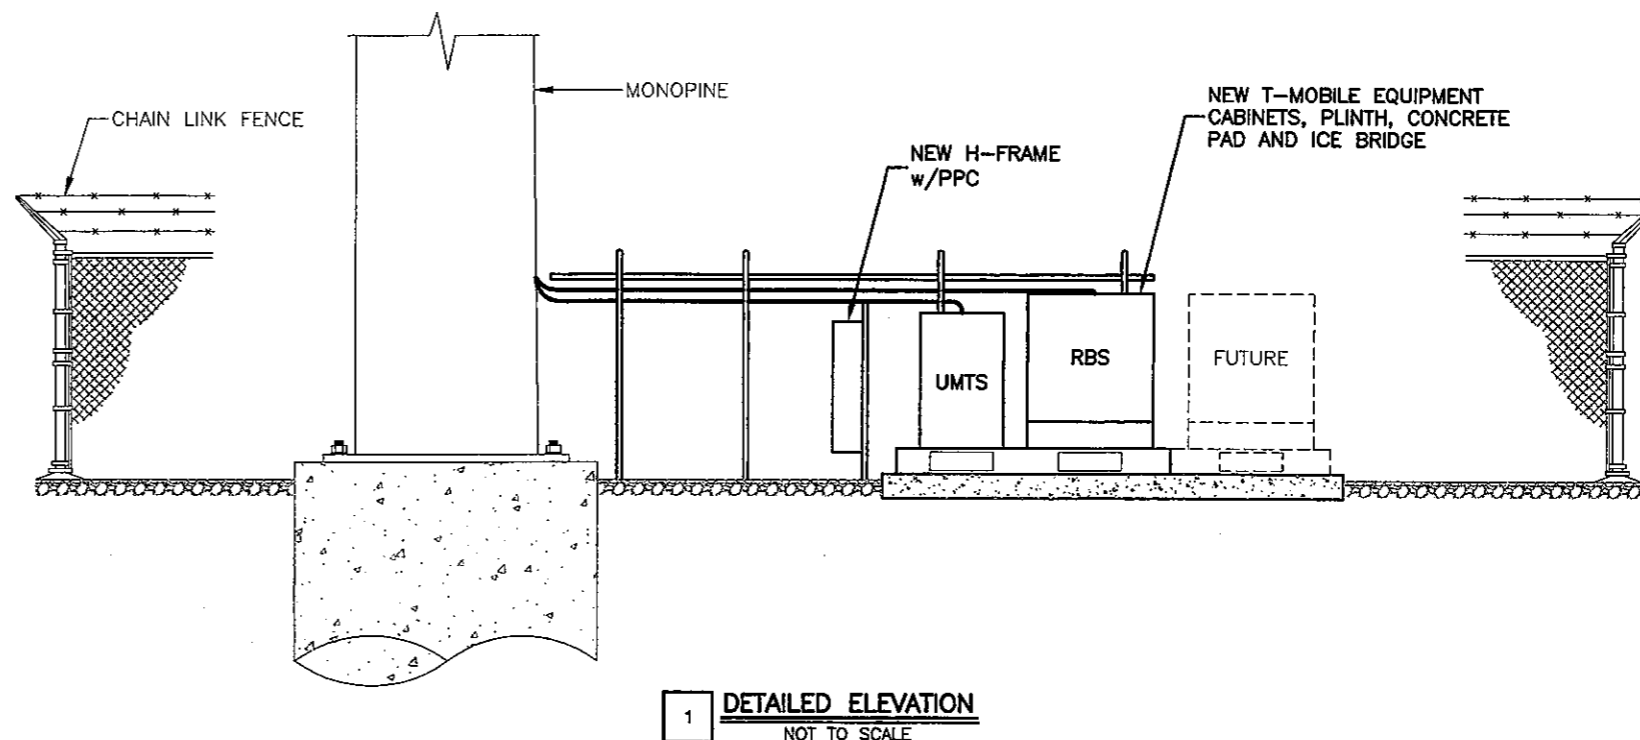 CHAIN LINK FENCE
MONOPINE
NEW H-FRAME
w/PPC
NEW T-MOBILE EQUIPMENT
CABINETS, PLINTH, CONCRETE
PAD AND ICE BRIDGE
UMTS
RBS
FUTURE
1
DETAILED ELEVATION
NOT TO SCALE